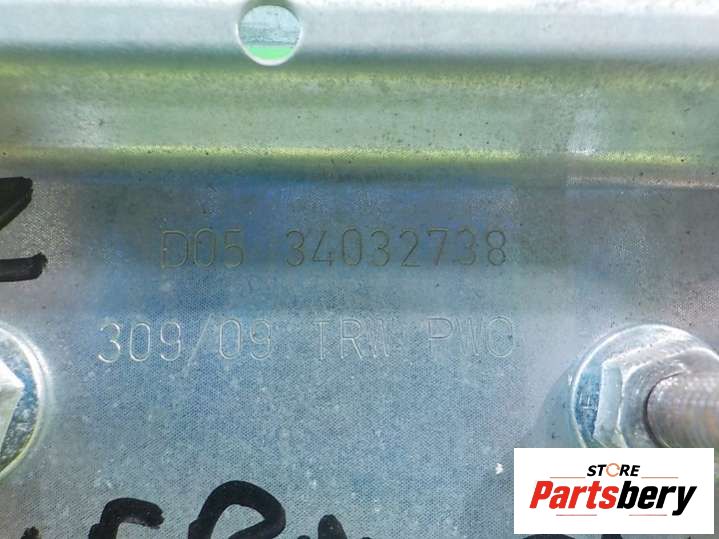 D05 34032738
309/09 TRW PWO
STORE
Partsbery